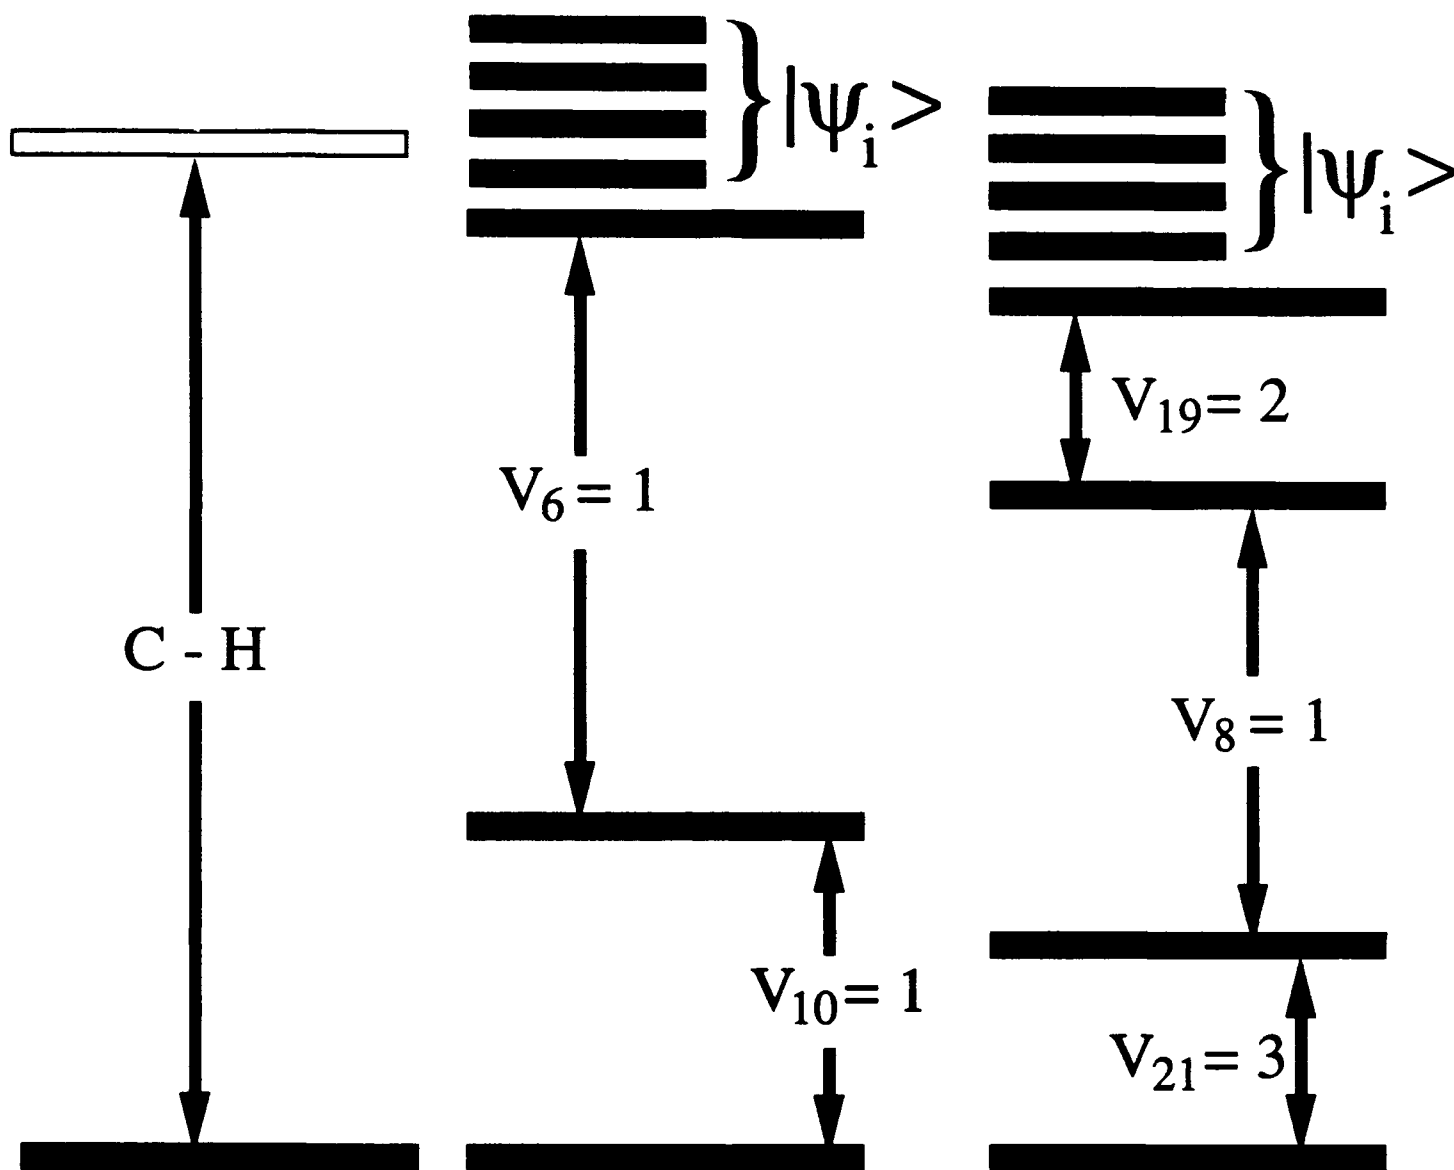 |ψᵢ>
|ψᵢ>
V₁₉= 2
V₆= 1
C - H
V₈= 1
V₁₀= 1
V₂₁= 3